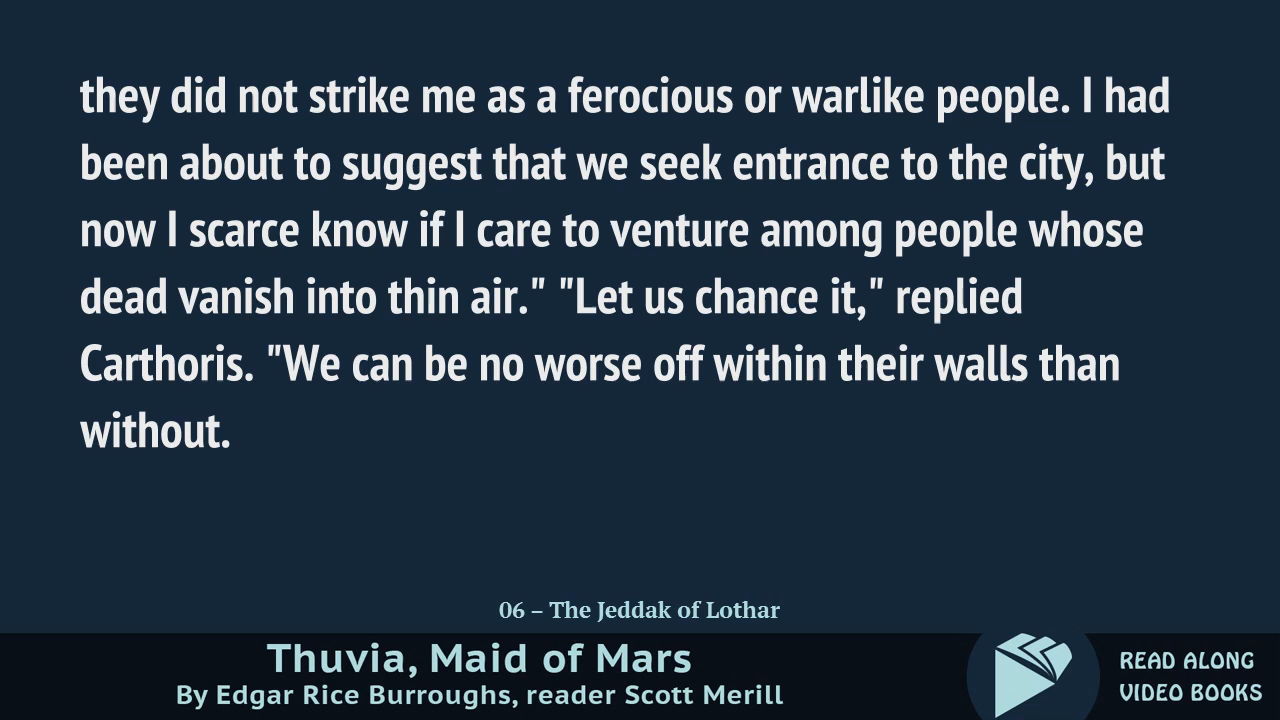 they did not strike me as a ferocious or warlike people. I had
been about to suggest that we seek entrance to the city, but
now I scarce know if I care to venture among people whose
dead vanish into thin air." "Let us chance it," replied
Carthoris. "We can be no worse off within their walls than
without.
06 – The Jeddak of Lothar
Thuvia, Maid of Mars
By Edgar Rice Burroughs, reader Scott Merill
READ ALONG
VIDEO BOOKS